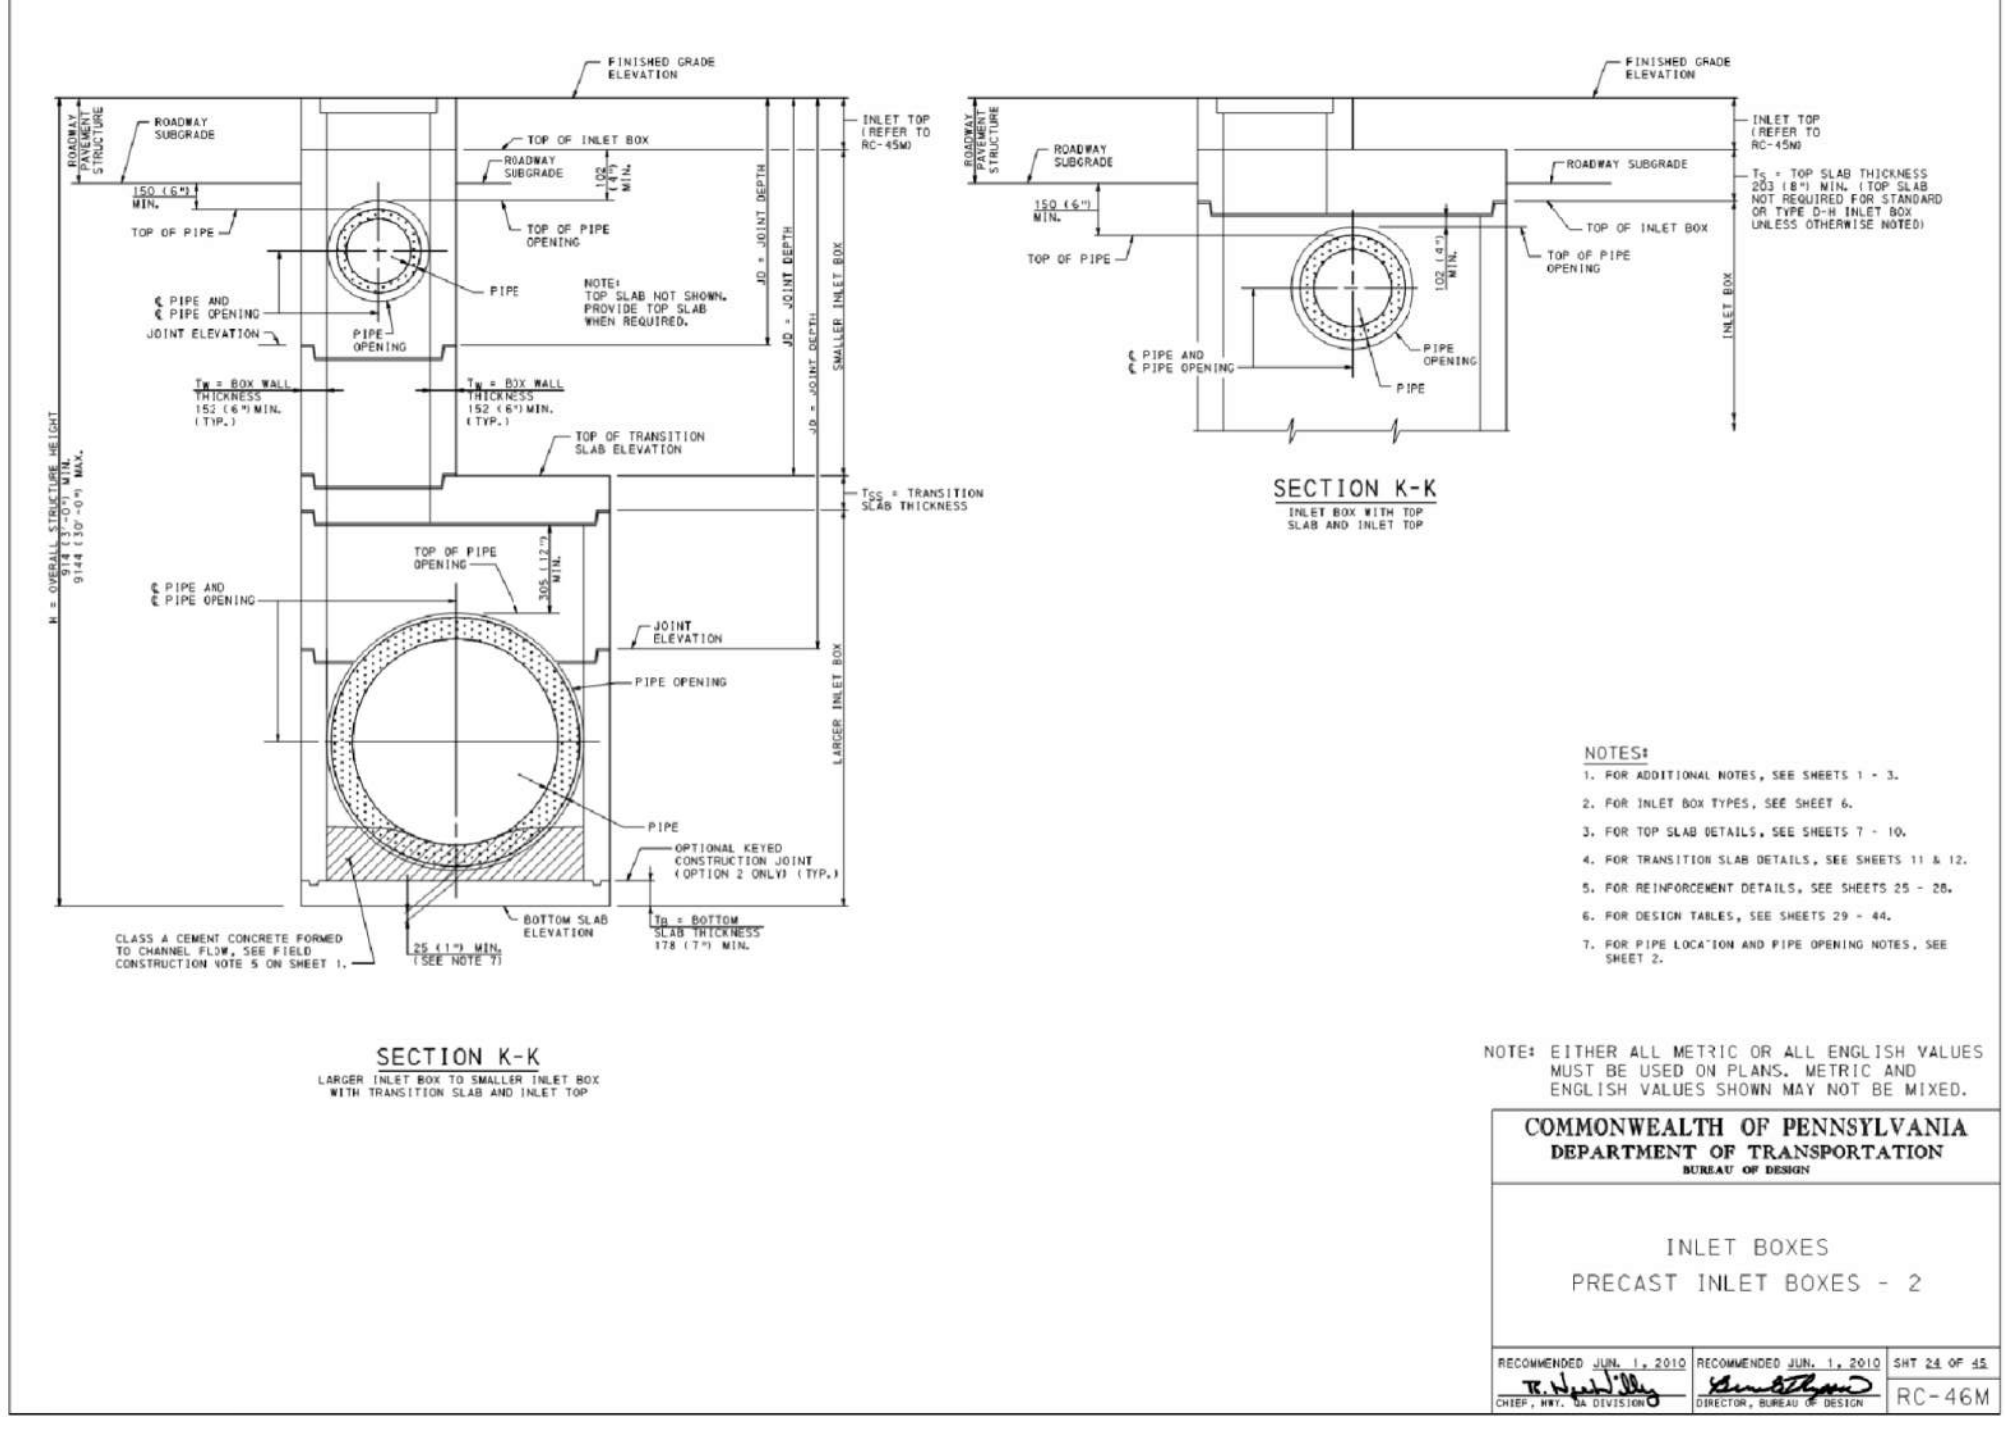 FINISHED GRADE
ELEVATION
ROADWAY
PAVEMENT
STRUCTURE
ROADWAY
SUBGRADE
150 (6")
MIN.
TOP OF PIPE
℄ PIPE AND
℄ PIPE OPENING
JOINT ELEVATION
TOP OF INLET BOX
ROADWAY
SUBGRADE
102
(4")
MIN.
TOP OF PIPE
OPENING
PIPE
PIPE
OPENING
NOTE:
TOP SLAB NOT SHOWN.
PROVIDE TOP SLAB
WHEN REQUIRED.
JD = JOINT DEPTH
JD = JOINT DEPTH
JD = JOINT DEPTH
SMALLER INLET BOX
INLET TOP
(REFER TO
RC-45M)
TW = BOX WALL
THICKNESS
152 (6") MIN.
(TYP.)
TW = BOX WALL
THICKNESS
152 (6") MIN.
(TYP.)
H = OVERALL STRUCTURE HEIGHT
914 (3'-0") MIN.
9144 (30'-0") MAX.
TOP OF TRANSITION
SLAB ELEVATION
TSS = TRANSITION
SLAB THICKNESS
TOP OF PIPE
OPENING
305 (12")
MIN.
℄ PIPE AND
℄ PIPE OPENING
JOINT
ELEVATION
PIPE OPENING
LARGER INLET BOX
PIPE
OPTIONAL KEYED
CONSTRUCTION JOINT
(OPTION 2 ONLY) (TYP.)
BOTTOM SLAB
ELEVATION
TB = BOTTOM
SLAB THICKNESS
178 (7") MIN.
25 (1") MIN.
(SEE NOTE 7)
CLASS A CEMENT CONCRETE FORMED
TO CHANNEL FLOW, SEE FIELD
CONSTRUCTION NOTE 5 ON SHEET 1.
SECTION K-K
LARGER INLET BOX TO SMALLER INLET BOX
WITH TRANSITION SLAB AND INLET TOP
FINISHED GRADE
ELEVATION
ROADWAY
PAVEMENT
STRUCTURE
ROADWAY
SUBGRADE
150 (6")
MIN.
TOP OF PIPE
℄ PIPE AND
℄ PIPE OPENING
INLET TOP
(REFER TO
RC-45M)
ROADWAY SUBGRADE
TS = TOP SLAB THICKNESS
203 (8") MIN. (TOP SLAB
NOT REQUIRED FOR STANDARD
OR TYPE D-H INLET BOX
UNLESS OTHERWISE NOTED)
TOP OF INLET BOX
102 (4")
MIN.
TOP OF PIPE
OPENING
INLET BOX
PIPE
OPENING
PIPE
SECTION K-K
INLET BOX WITH TOP
SLAB AND INLET TOP
NOTES:
1. FOR ADDITIONAL NOTES, SEE SHEETS 1 - 3.
2. FOR INLET BOX TYPES, SEE SHEET 6.
3. FOR TOP SLAB DETAILS, SEE SHEETS 7 - 10.
4. FOR TRANSITION SLAB DETAILS, SEE SHEETS 11 & 12.
5. FOR REINFORCEMENT DETAILS, SEE SHEETS 25 - 28.
6. FOR DESIGN TABLES, SEE SHEETS 29 - 44.
7. FOR PIPE LOCATION AND PIPE OPENING NOTES, SEE
SHEET 2.
NOTE: EITHER ALL METRIC OR ALL ENGLISH VALUES
MUST BE USED ON PLANS. METRIC AND
ENGLISH VALUES SHOWN MAY NOT BE MIXED.
COMMONWEALTH OF PENNSYLVANIA
DEPARTMENT OF TRANSPORTATION
BUREAU OF DESIGN
INLET BOXES
PRECAST INLET BOXES - 2
RECOMMENDED JUN. 1, 2010
CHIEF, HWY. QA DIVISION
RECOMMENDED JUN. 1, 2010
DIRECTOR, BUREAU OF DESIGN
SHT 24 OF 45
RC-46M